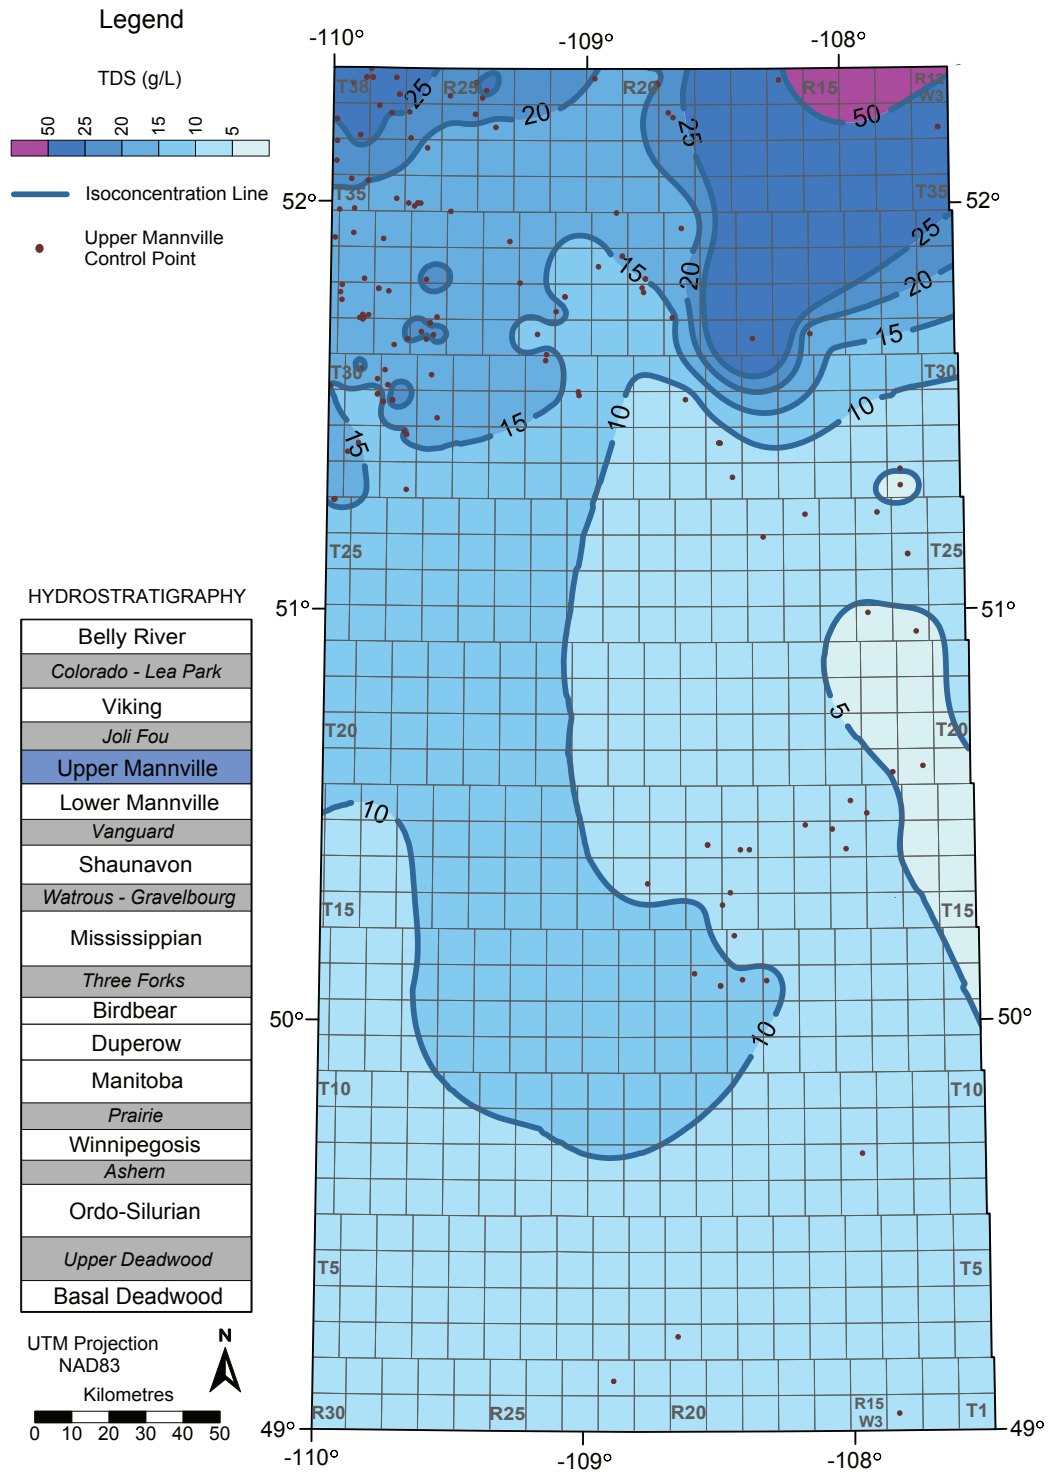 Legend
TDS (g/L)
50 25 20 15 10 5
Isoconcentration Line
Upper Mannville
Control Point
-110° -109° -108°
T38 R25 R20 R15 R12
W3
25 20 25 50
T35 T35
52° 52°
25
15 20 20
15
T30 T30
10 10
15 15
T25 T25
51° 51°
5
T20 T20
10
T15 T15
50° 50°
10
T10 T10
T5 T5
R30 R25 R20 R15
W3 T1
49° 49°
-110° -109° -108°
HYDROSTRATIGRAPHY
Belly River
Colorado - Lea Park
Viking
Joli Fou
Upper Mannville
Lower Mannville
Vanguard
Shaunavon
Watrous - Gravelbourg
Mississippian
Three Forks
Birdbear
Duperow
Manitoba
Prairie
Winnipegosis
Ashern
Ordo-Silurian
Upper Deadwood
Basal Deadwood
UTM Projection
NAD83
N
Kilometres
0 10 20 30 40 50